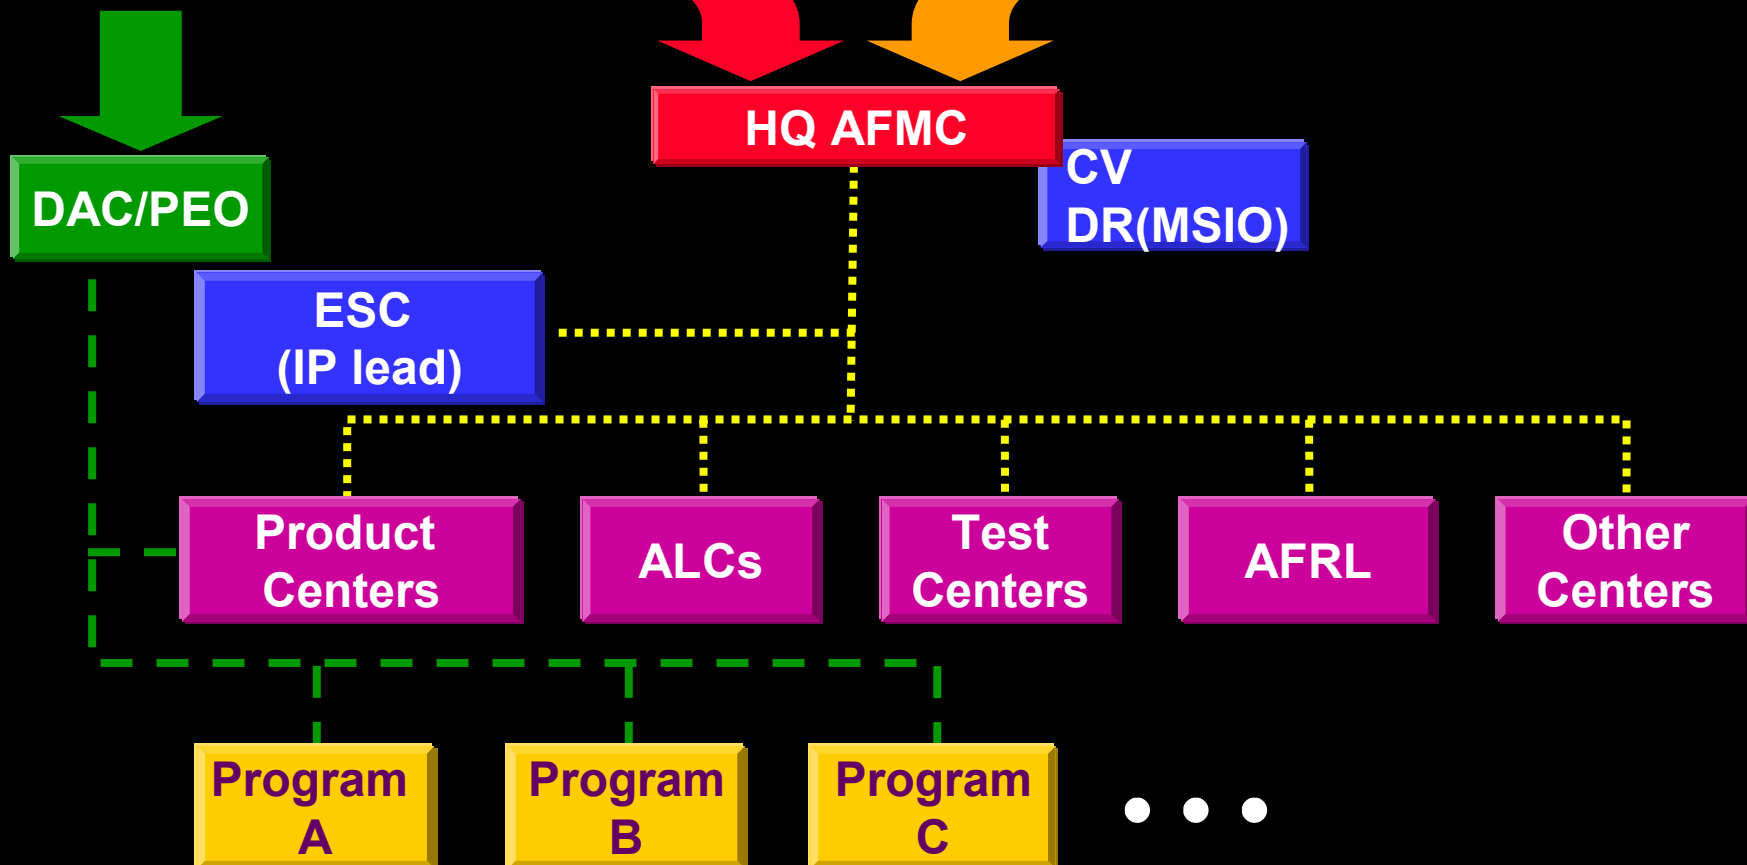 HQ AFMC
CV
DR(MSIO)
DAC/PEO
ESC
(IP lead)
Product
Centers
ALCs
Test
Centers
AFRL
Other
Centers
Program
A
Program
B
Program
C
• • •